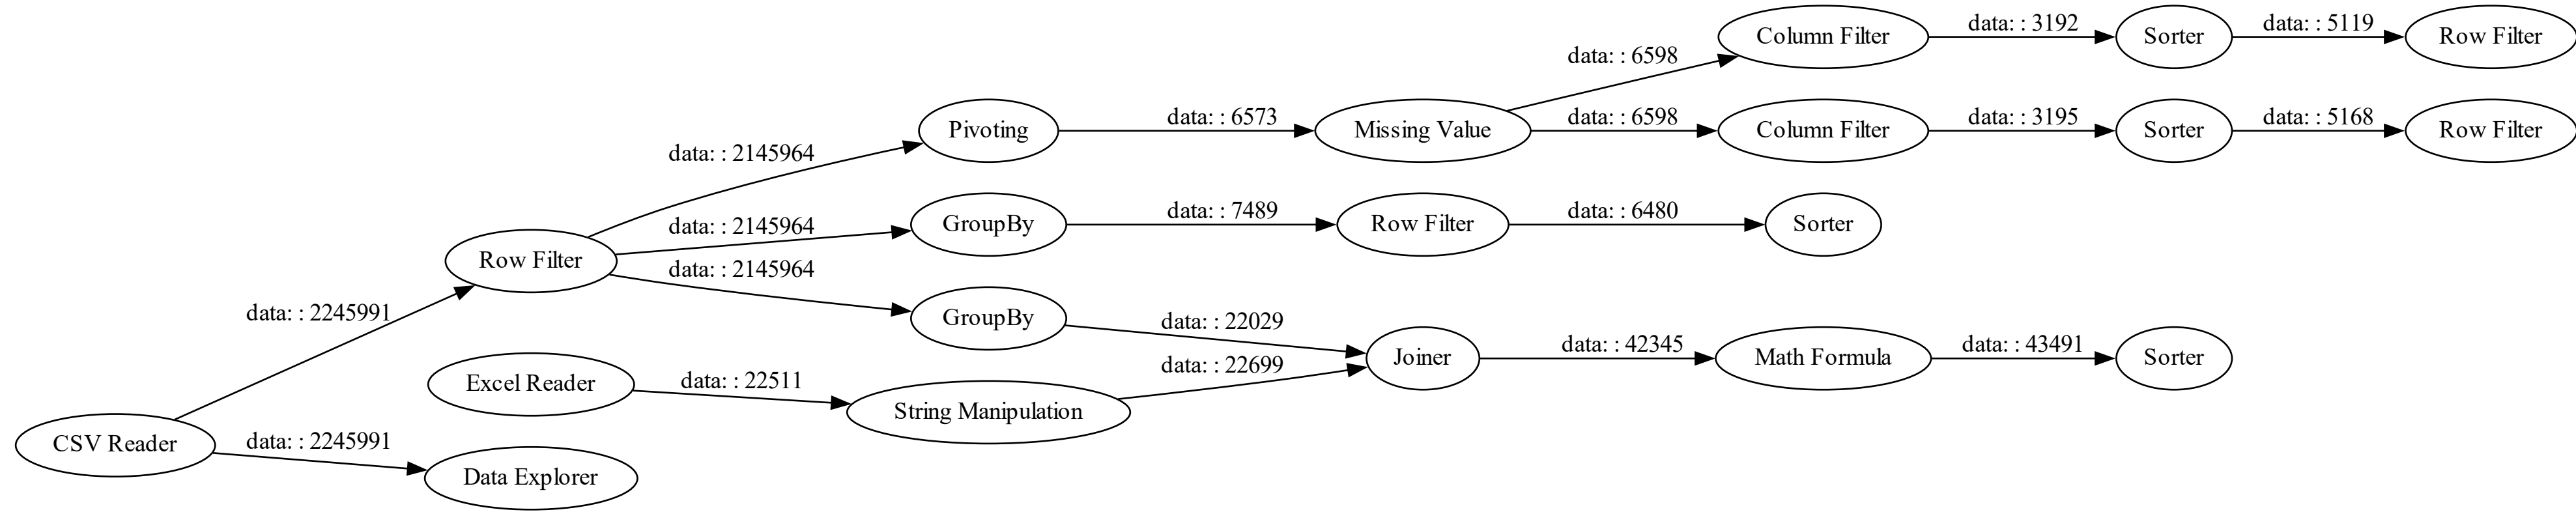 Column Filter
data: : 3192
Sorter
data: : 5119
Row Filter
data: : 6598
Pivoting
data: : 6573
Missing Value
data: : 6598
Column Filter
data: : 3195
Sorter
data: : 5168
Row Filter
data: : 2145964
GroupBy
data: : 7489
Row Filter
data: : 6480
Sorter
data: : 2145964
Row Filter
data: : 2145964
GroupBy
data: : 22029
Joiner
data: : 42345
Math Formula
data: : 43491
Sorter
data: : 2245991
Excel Reader
data: : 22511
String Manipulation
data: : 22699
CSV Reader
data: : 2245991
Data Explorer